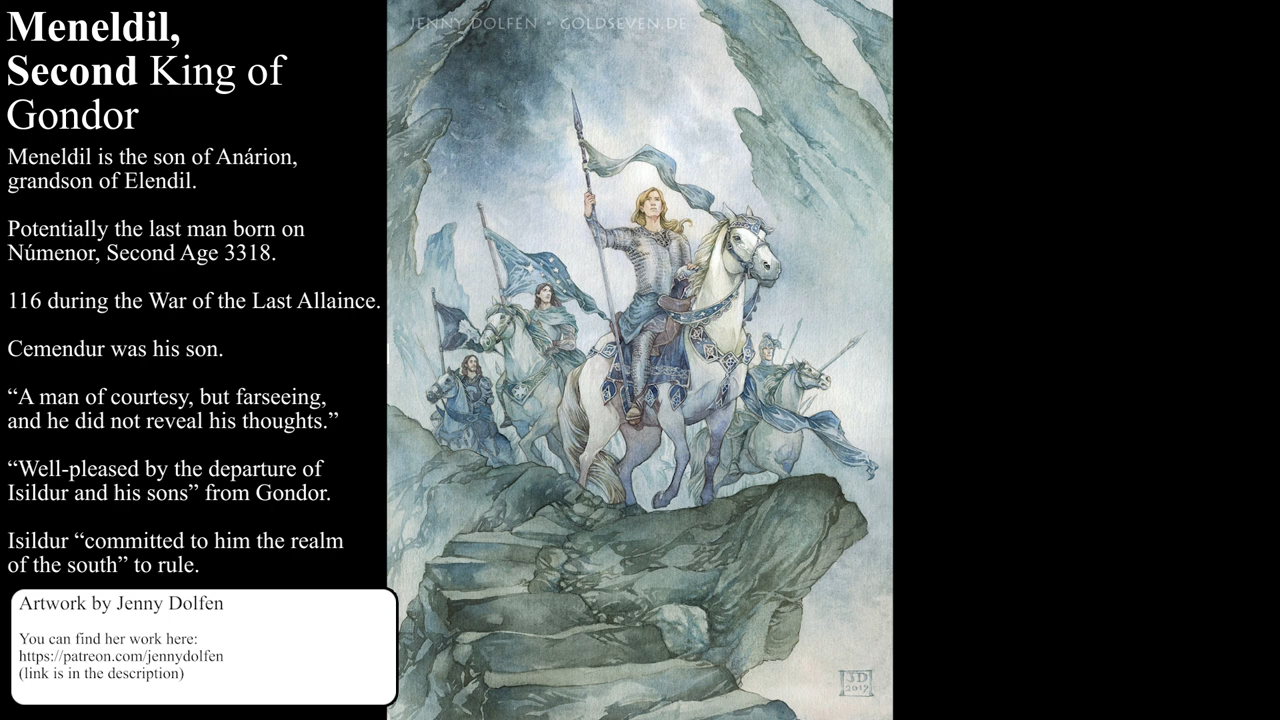 Meneldil,
Second King of
Gondor
Meneldil is the son of Anárion,
grandson of Elendil.
Potentially the last man born on
Númenor, Second Age 3318.
116 during the War of the Last Allaince.
Cemendur was his son.
“A man of courtesy, but farseeing,
and he did not reveal his thoughts.”
“Well-pleased by the departure of
Isildur and his sons” from Gondor.
Isildur “committed to him the realm
of the south” to rule.
Artwork by Jenny Dolfen
You can find her work here:
https://patreon.com/jennydolfen
(link is in the description)
JENNY DOLFEN • GOLDSEVEN.DE
JD
2019